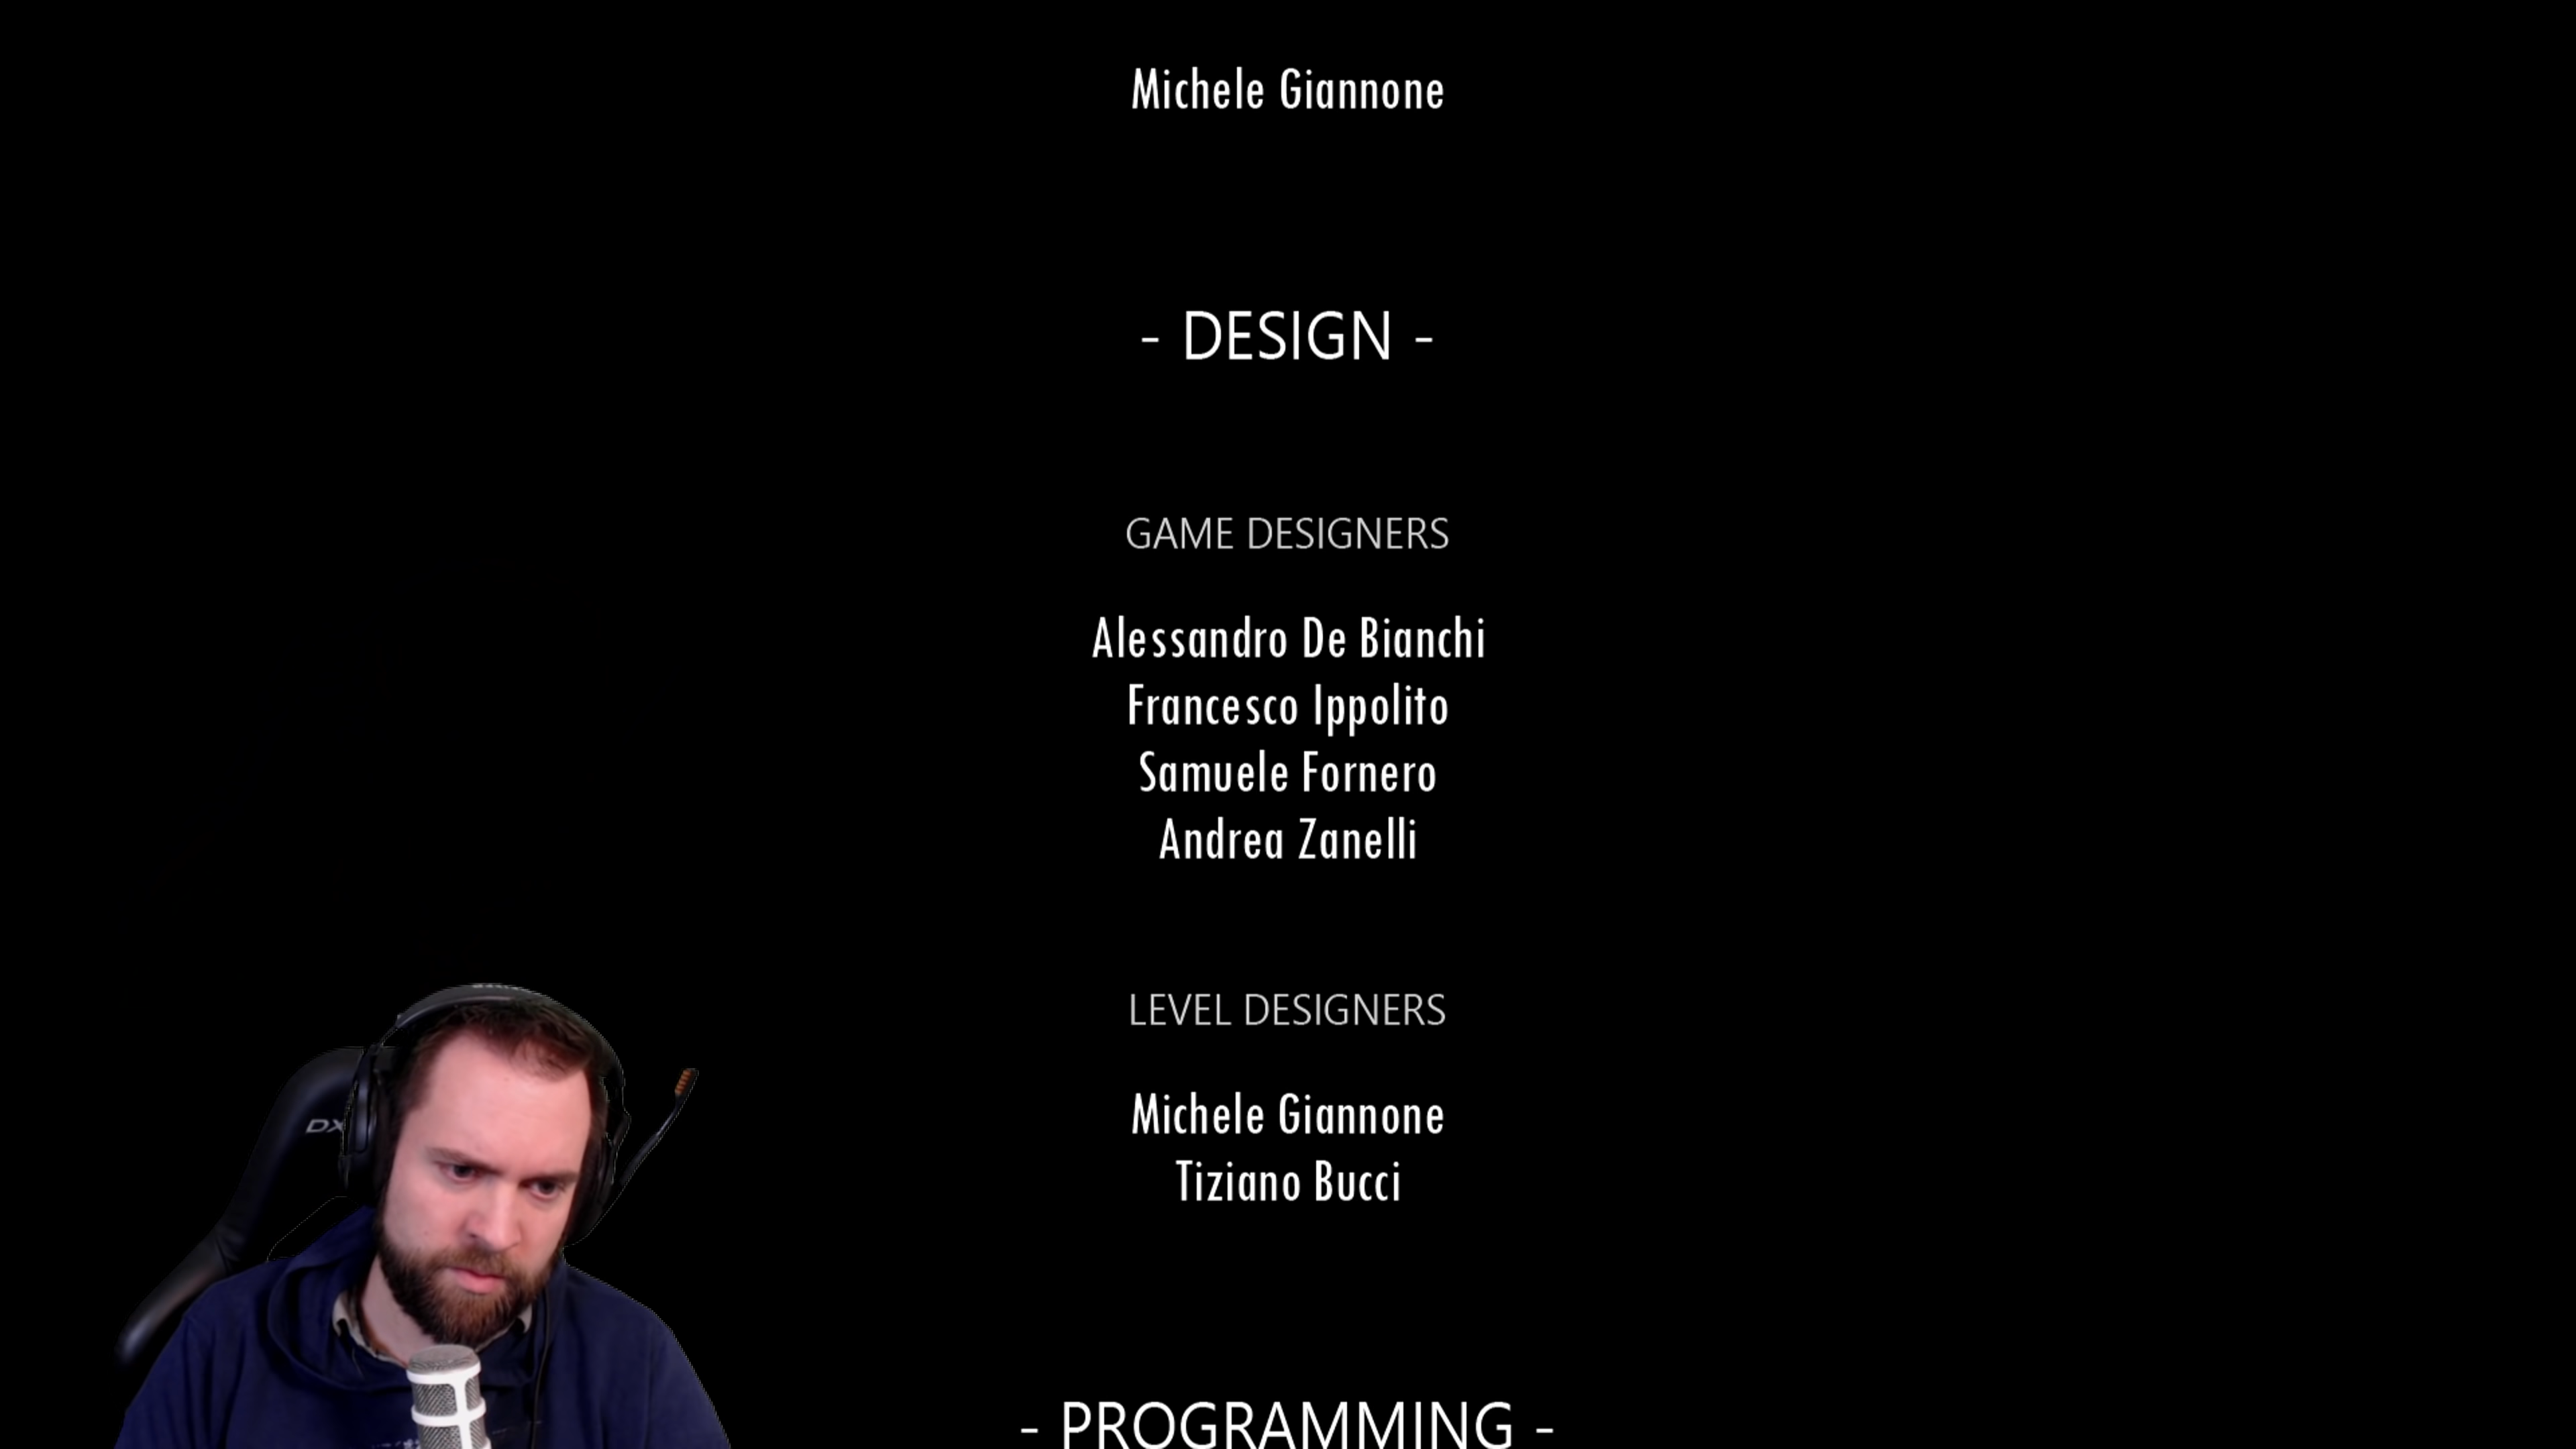 Michele Giannone
- DESIGN -
GAME DESIGNERS
Alessandro De Bianchi
Francesco Ippolito
Samuele Fornero
Andrea Zanelli
LEVEL DESIGNERS
Michele Giannone
Tiziano Bucci
DX
- PROGRAMMING -